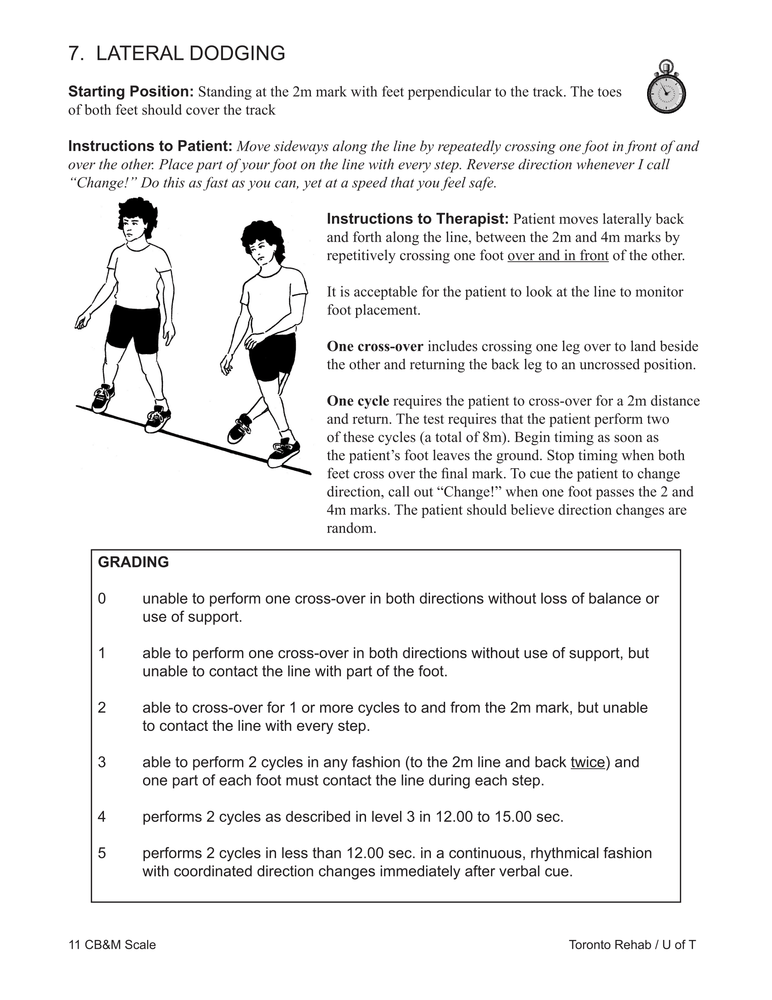 7. LATERAL DODGING
Starting Position: Standing at the 2m mark with feet perpendicular to the track. The toes
of both feet should cover the track
Instructions to Patient: Move sideways along the line by repeatedly crossing one foot in front of and
over the other. Place part of your foot on the line with every step. Reverse direction whenever I call
“Change!” Do this as fast as you can, yet at a speed that you feel safe.
Instructions to Therapist: Patient moves laterally back
and forth along the line, between the 2m and 4m marks by
repetitively crossing one foot over and in front of the other.
It is acceptable for the patient to look at the line to monitor
foot placement.
One cross-over includes crossing one leg over to land beside
the other and returning the back leg to an uncrossed position.
One cycle requires the patient to cross-over for a 2m distance
and return. The test requires that the patient perform two
of these cycles (a total of 8m). Begin timing as soon as
the patient’s foot leaves the ground. Stop timing when both
feet cross over the final mark. To cue the patient to change
direction, call out “Change!” when one foot passes the 2 and
4m marks. The patient should believe direction changes are
random.
GRADING
0 unable to perform one cross-over in both directions without loss of balance or
use of support.
1 able to perform one cross-over in both directions without use of support, but
unable to contact the line with part of the foot.
2 able to cross-over for 1 or more cycles to and from the 2m mark, but unable
to contact the line with every step.
3 able to perform 2 cycles in any fashion (to the 2m line and back twice) and
one part of each foot must contact the line during each step.
4 performs 2 cycles as described in level 3 in 12.00 to 15.00 sec.
5 performs 2 cycles in less than 12.00 sec. in a continuous, rhythmical fashion
with coordinated direction changes immediately after verbal cue.
11 CB&M Scale
Toronto Rehab / U of T